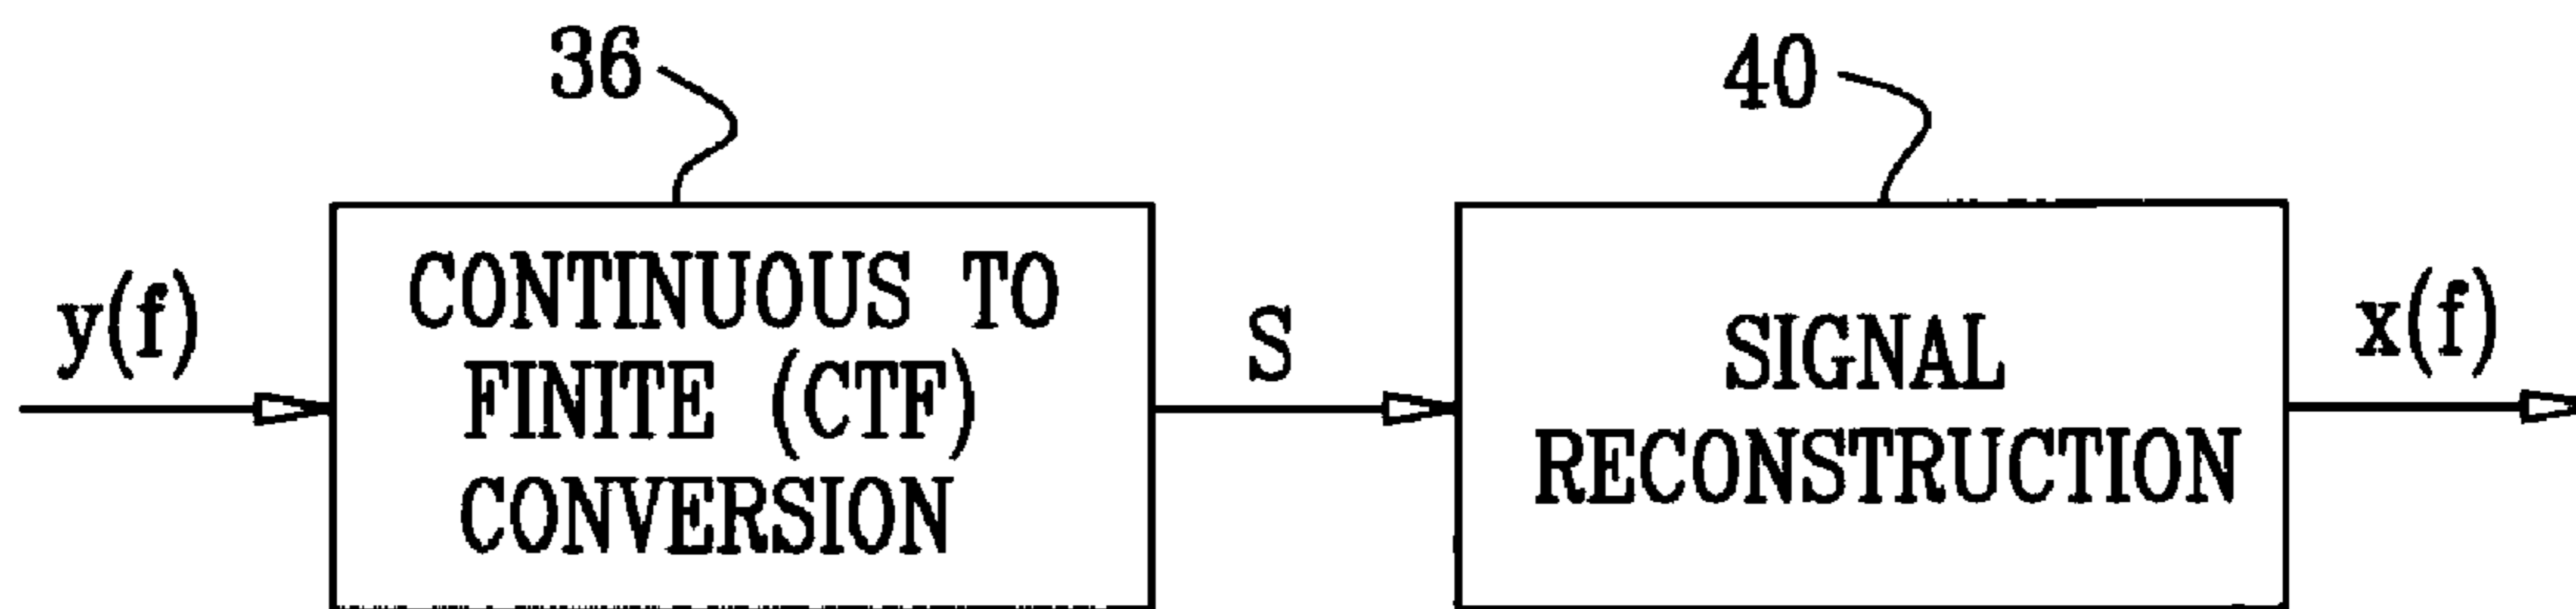 36
40
y(f)
CONTINUOUS TO
FINITE (CTF)
CONVERSION
S
SIGNAL
RECONSTRUCTION
x(f)